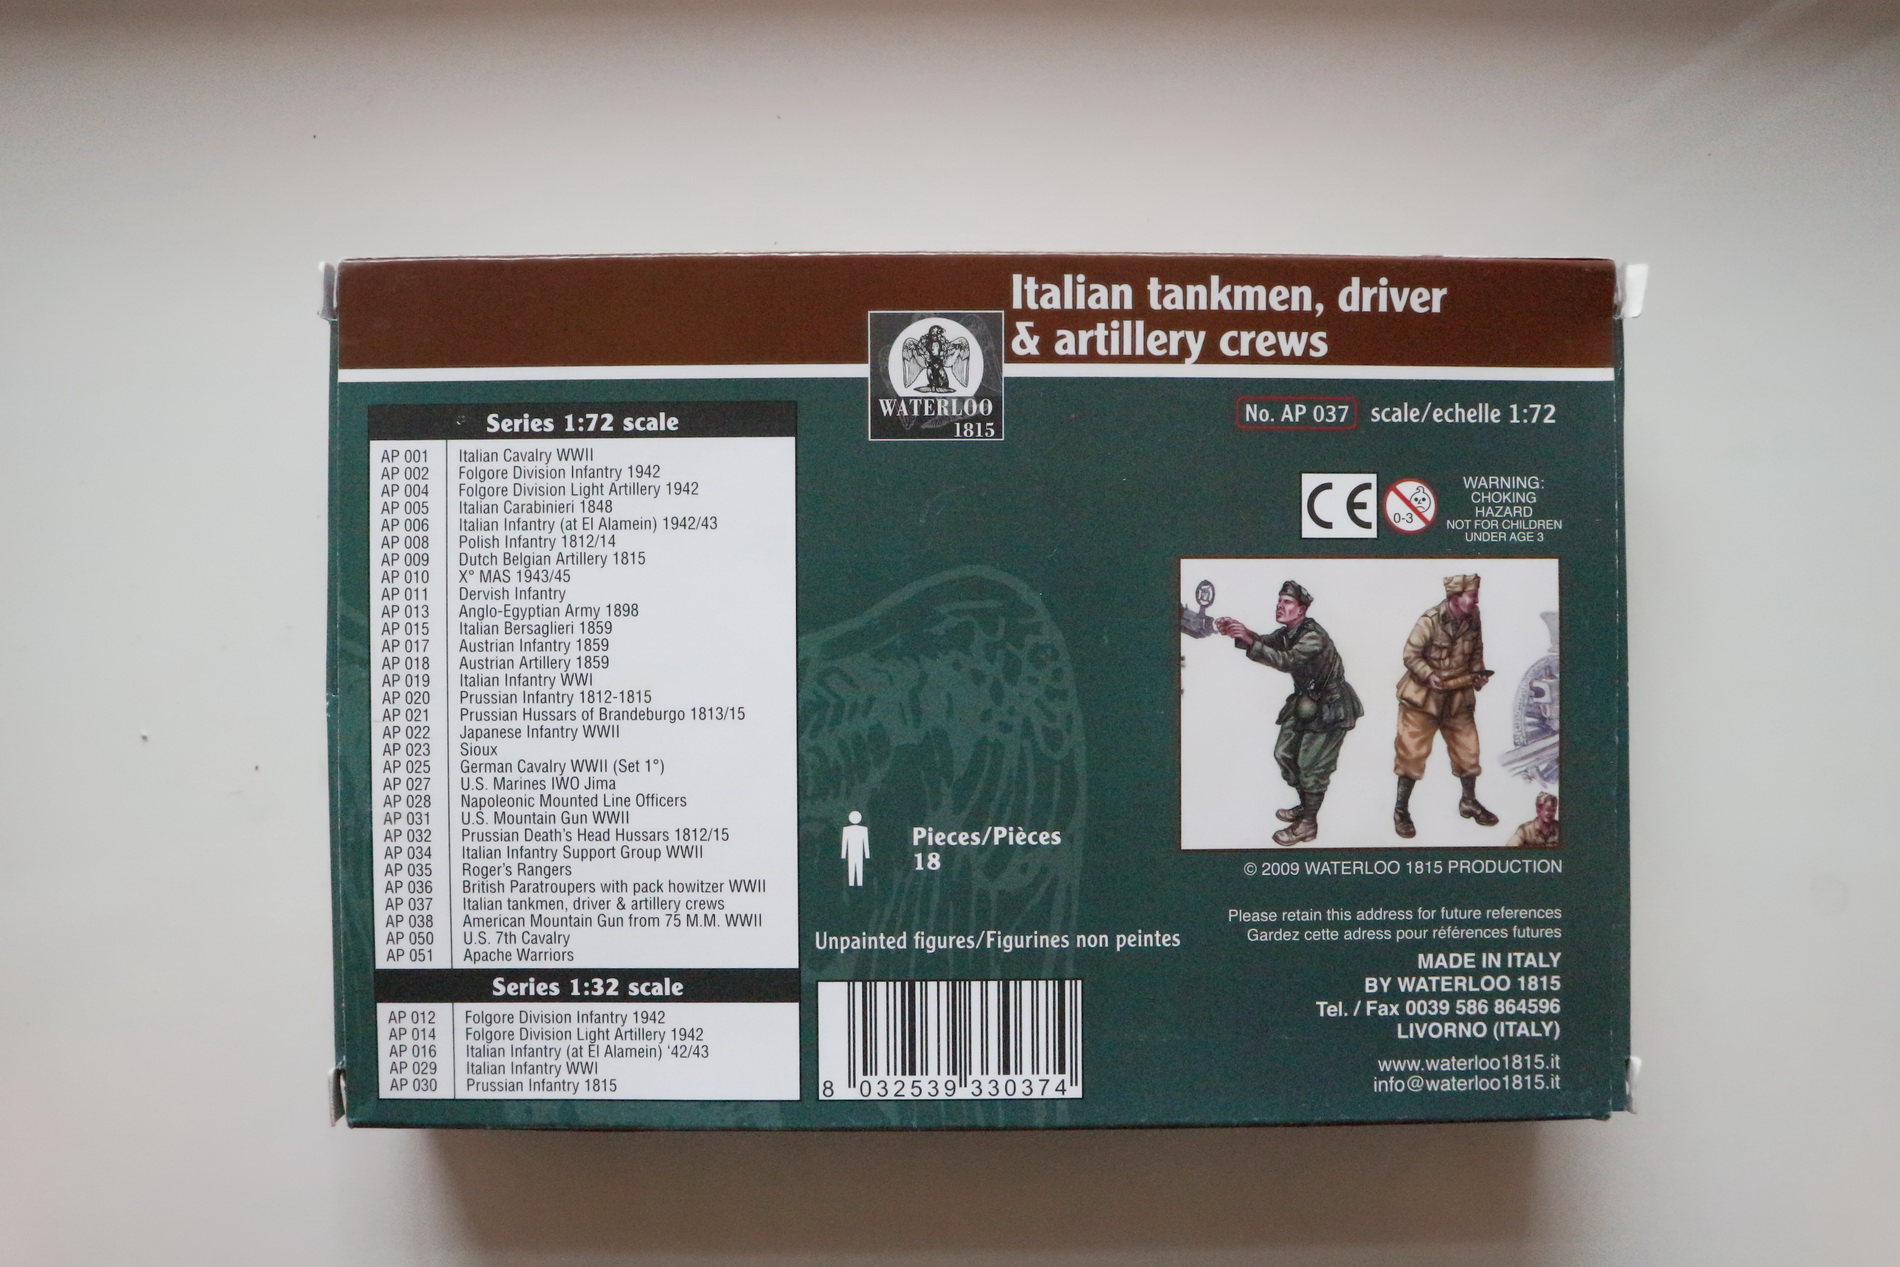 Italian tankmen, driver
& artillery crews
WATERLOO
1815
No. AP 037 scale/echelle 1:72
Series 1:72 scale
AP 001 Italian Cavalry WWII
AP 002 Folgore Division Infantry 1942
AP 004 Folgore Division Light Artillery 1942
AP 005 Italian Carabinieri 1848
AP 006 Italian Infantry (at El Alamein) 1942/43
AP 008 Polish Infantry 1812/14
AP 009 Dutch Belgian Artillery 1815
AP 010 X° MAS 1943/45
AP 011 Dervish Infantry
AP 013 Anglo-Egyptian Army 1898
AP 015 Italian Bersaglieri 1859
AP 017 Austrian Infantry 1859
AP 018 Austrian Artillery 1859
AP 019 Italian Infantry WWI
AP 020 Prussian Infantry 1812-1815
AP 021 Prussian Hussars of Brandeburgo 1813/15
AP 022 Japanese Infantry WWII
AP 023 Sioux
AP 025 German Cavalry WWII (Set 1°)
AP 027 U.S. Marines IWO Jima
AP 028 Napoleonic Mounted Line Officers
AP 031 U.S. Mountain Gun WWII
AP 032 Prussian Death's Head Hussars 1812/15
AP 034 Italian Infantry Support Group WWII
AP 035 Roger's Rangers
AP 036 British Paratroupers with pack howitzer WWII
AP 037 Italian tankmen, driver & artillery crews
AP 038 American Mountain Gun from 75 M.M. WWII
AP 050 U.S. 7th Cavalry
AP 051 Apache Warriors
Series 1:32 scale
AP 012 Folgore Division Infantry 1942
AP 014 Folgore Division Light Artillery 1942
AP 016 Italian Infantry (at El Alamein) '42/43
AP 029 Italian Infantry WWI
AP 030 Prussian Infantry 1815
Pieces/Pièces
18
Unpainted figures/Figurines non peintes
8 032539 330374
CE
0-3
WARNING:
CHOKING
HAZARD
NOT FOR CHILDREN
UNDER AGE 3
© 2009 WATERLOO 1815 PRODUCTION
Please retain this address for future references
Gardez cette adress pour références futures
MADE IN ITALY
BY WATERLOO 1815
Tel. / Fax 0039 586 864596
LIVORNO (ITALY)
www.waterloo1815.it
info@waterloo1815.it